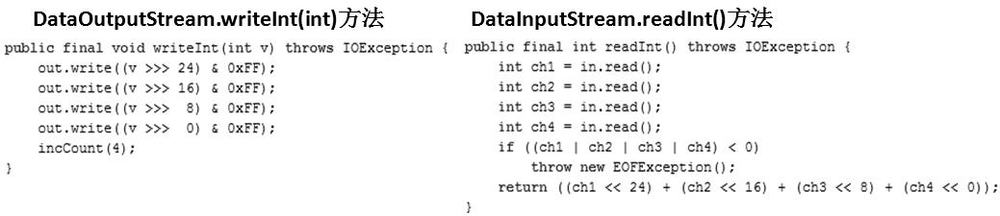 DataOutputStream.writeInt(int)方法
public final void writeInt(int v) throws IOException {
    out.write((v >>> 24) & 0xFF);
    out.write((v >>> 16) & 0xFF);
    out.write((v >>>  8) & 0xFF);
    out.write((v >>>  0) & 0xFF);
    incCount(4);
}
DataInputStream.readInt()方法
public final int readInt() throws IOException {
    int ch1 = in.read();
    int ch2 = in.read();
    int ch3 = in.read();
    int ch4 = in.read();
    if ((ch1 | ch2 | ch3 | ch4) < 0)
        throw new EOFException();
    return ((ch1 << 24) + (ch2 << 16) + (ch3 << 8) + (ch4 << 0));
}